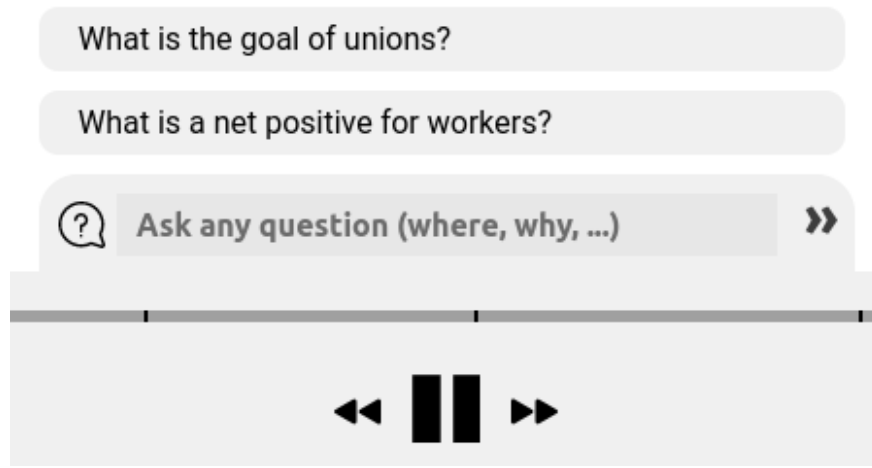 What is the goal of unions?
What is a net positive for workers?
Ask any question (where, why, ...)